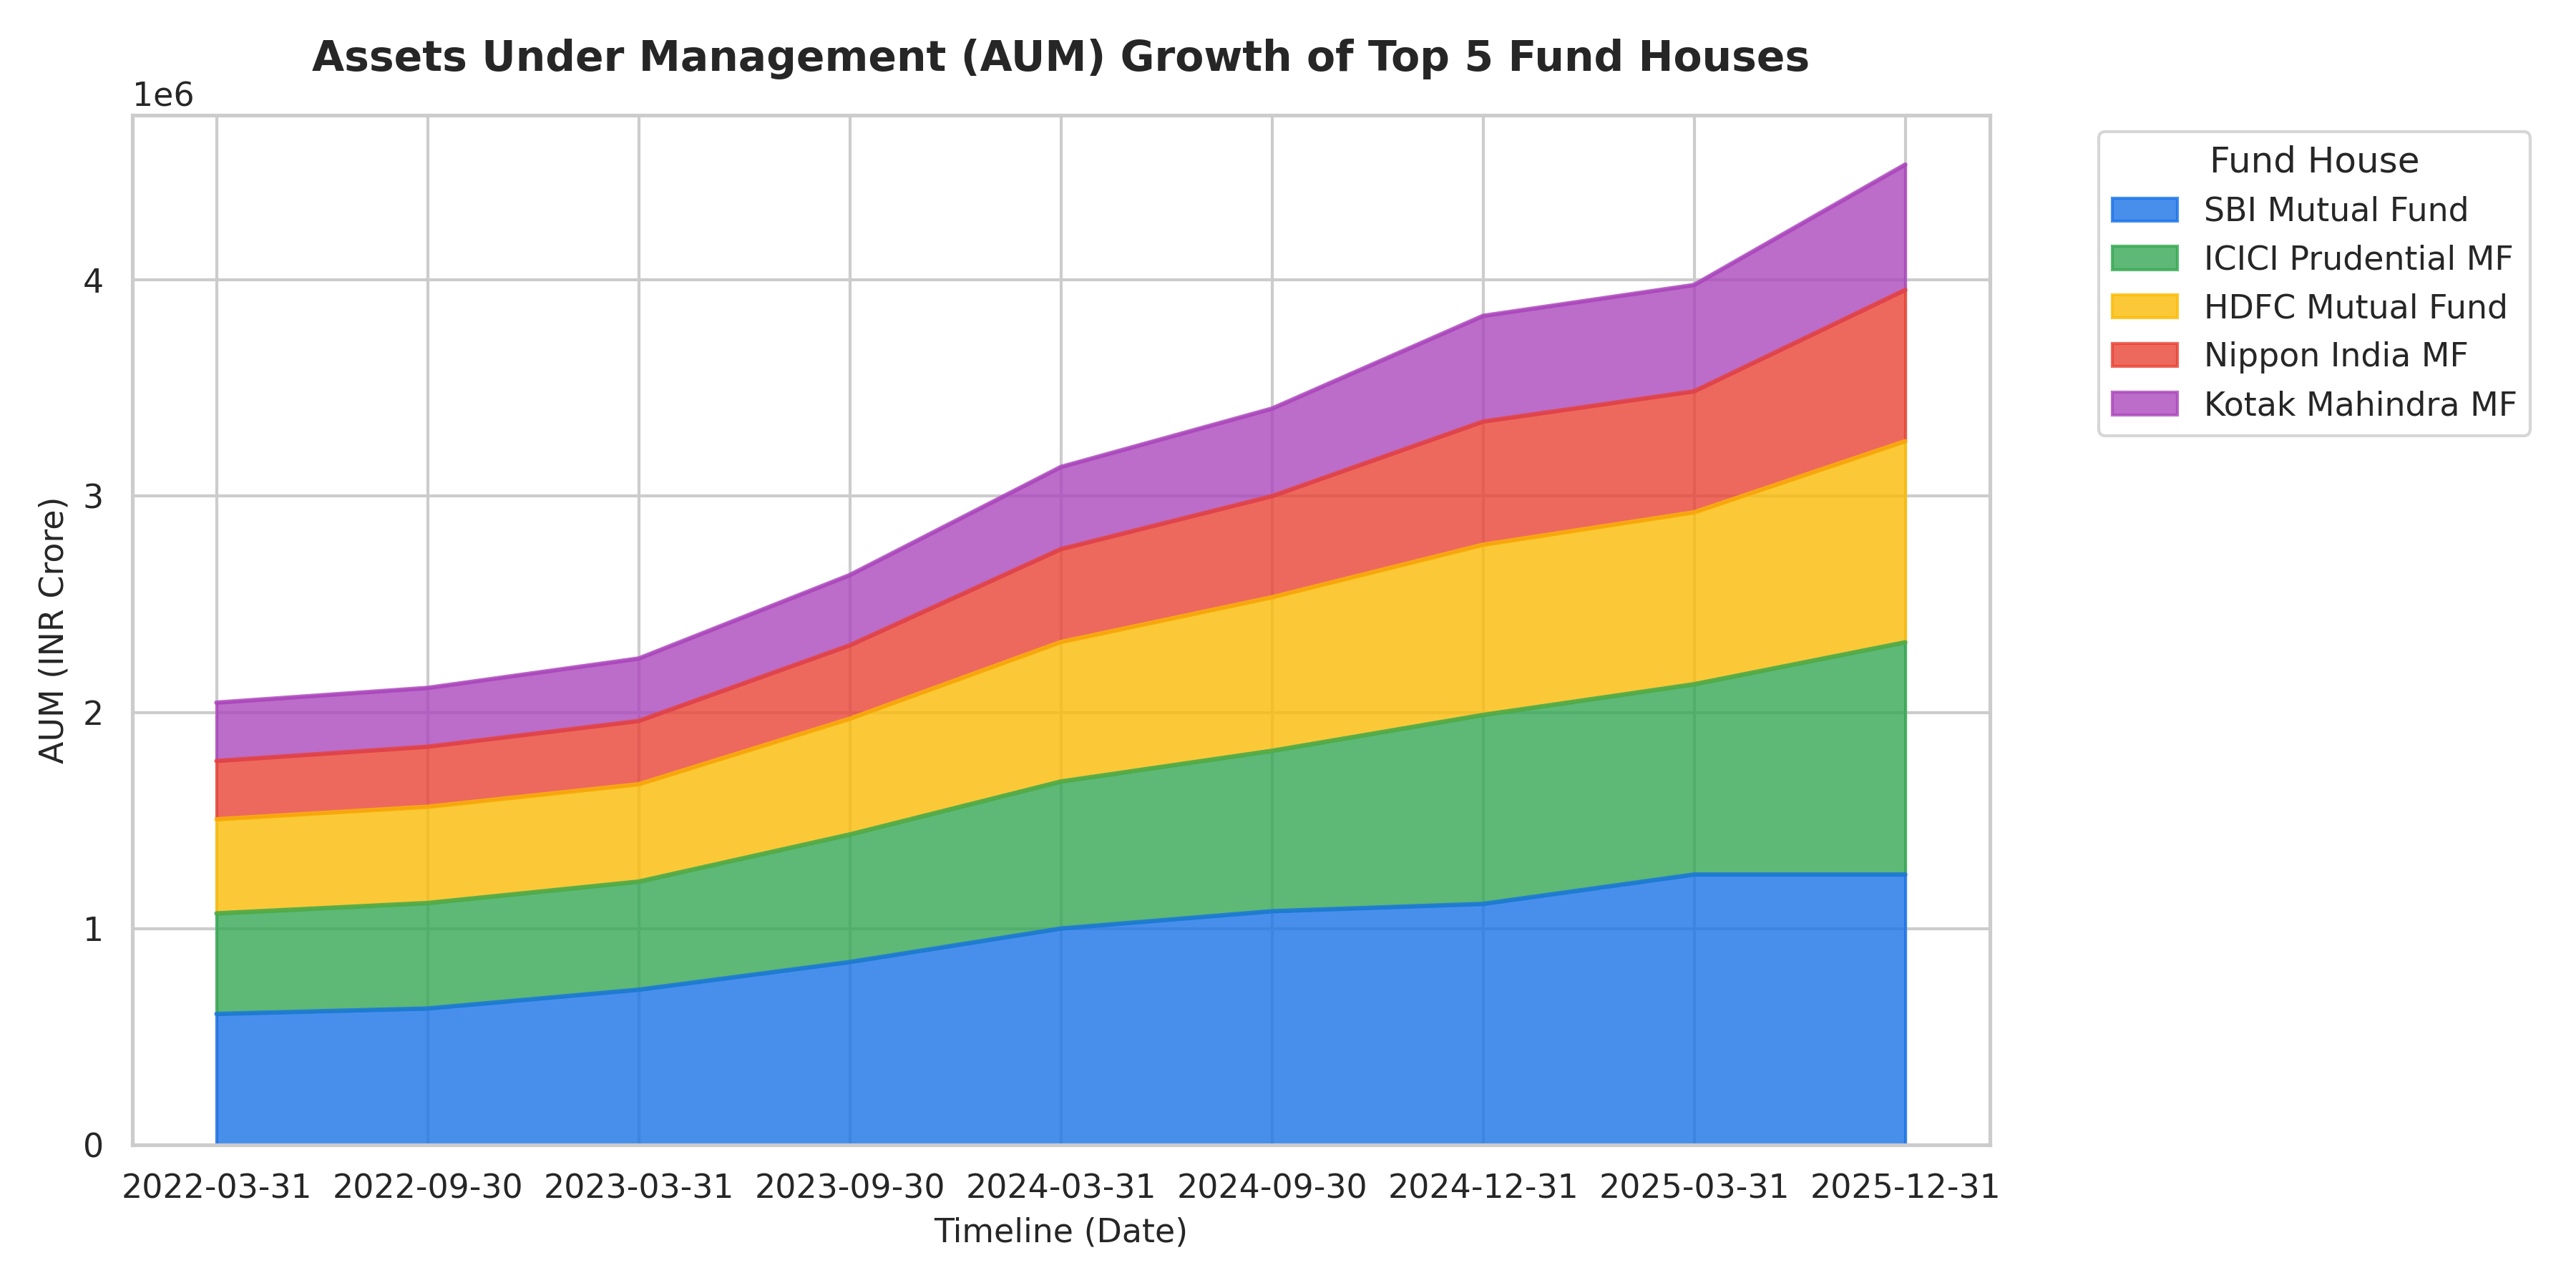 Assets Under Management (AUM) Growth of Top 5 Fund Houses
1e6
4
3
2
1
0
AUM (INR Crore)
2022-03-31 2022-09-30 2023-03-31 2023-09-30 2024-03-31 2024-09-30 2024-12-31 2025-03-31 2025-12-31
Timeline (Date)
Fund House
SBI Mutual Fund
ICICI Prudential MF
HDFC Mutual Fund
Nippon India MF
Kotak Mahindra MF